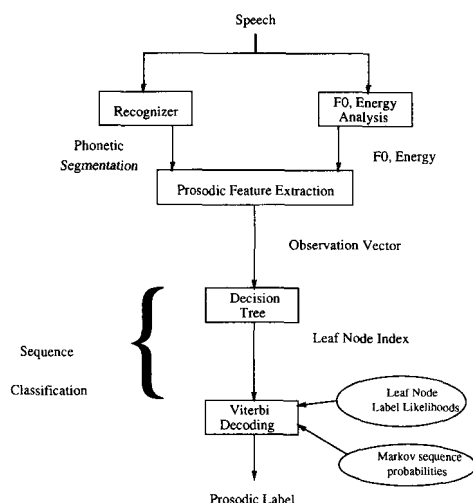 Speech
Recognizer
F0, Energy
Analysis
Phonetic
Segmentation
F0, Energy
Prosodic Feature Extraction
Observation Vector
Decision
Tree
Leaf Node Index
Sequence
Classification
Viterbi
Decoding
Leaf Node
Label Likelihoods
Markov sequence
probabilities
Prosodic Label